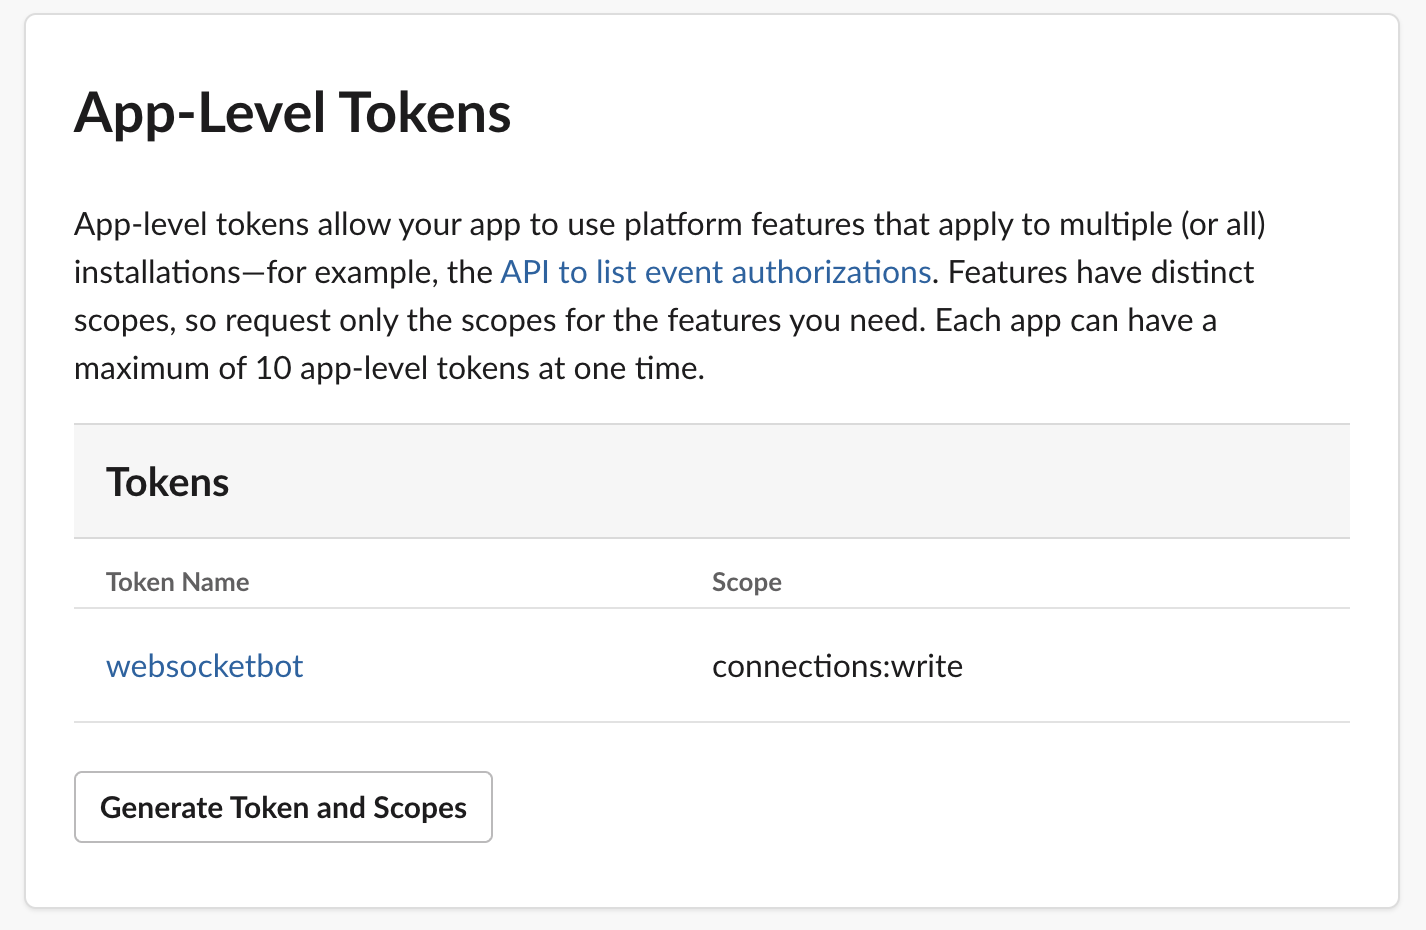 App-Level Tokens
App-level tokens allow your app to use platform features that apply to multiple (or all)
installations—for example, the API to list event authorizations. Features have distinct
scopes, so request only the scopes for the features you need. Each app can have a
maximum of 10 app-level tokens at one time.
Tokens
Token Name Scope
websocketbot connections:write
Generate Token and Scopes